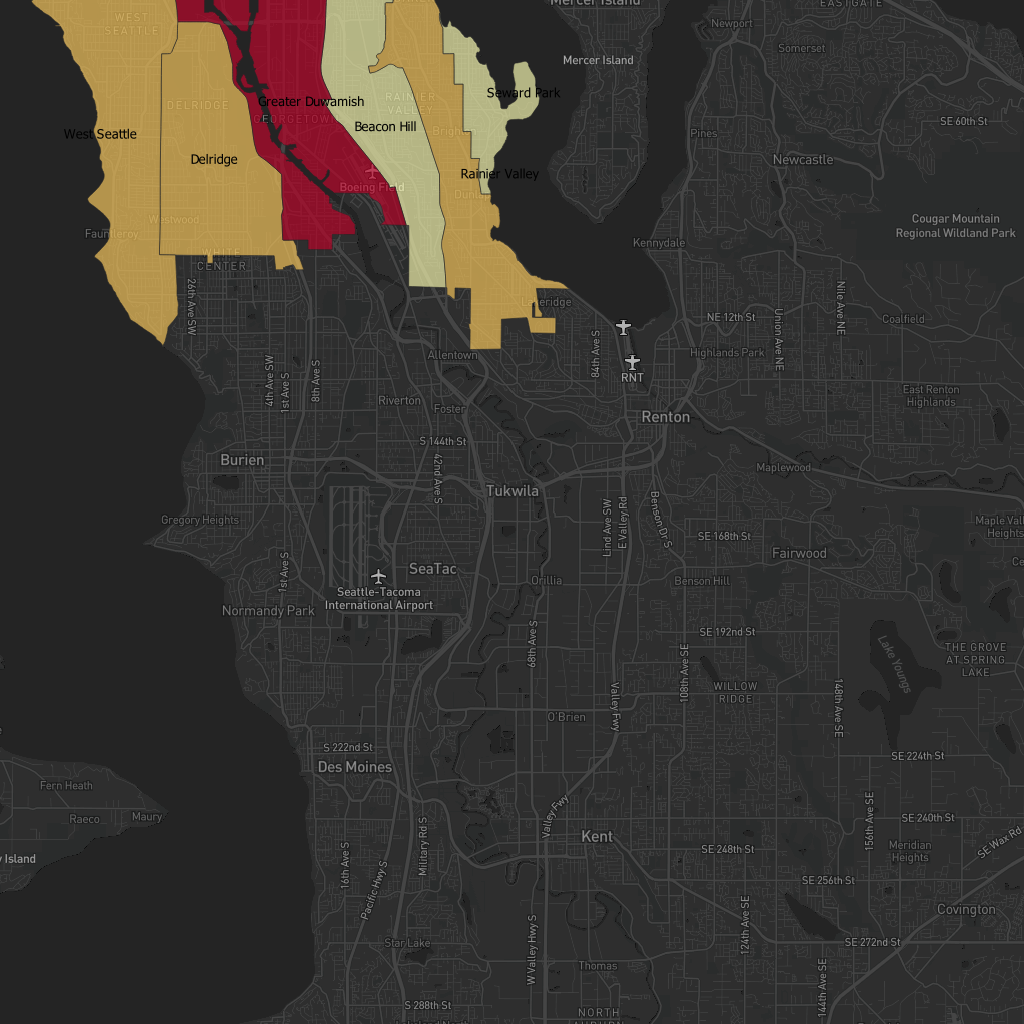 Mercer Island
EASTGATE
WEST
SEATTLE
Newport
Somerset
Mercer Island
Seward Park
DELRIDGE
Greater Duwamish
RAINIER
VALLEY
GEORGETOWN
SE 60th St
West Seattle
Beacon Hill
Brighton
Pines
Delridge
Newcastle
Rainier Valley
Boeing Field
Dunlap
Westwood
Fauntleroy
Cougar Mountain
Regional Wildland Park
Kennydale
WHITE
CENTER
26th Ave SW
Lakeridge
Nile Ave NE
NE 12th St
Union Ave NE
Coalfield
84th Ave S
Allentown
Highlands Park
4th Ave SW
1st Ave S
8th Ave S
RNT
East Renton
Highlands
Riverton
Foster
Renton
S 144th St
Burien
42nd Ave S
Maplewood
Tukwila
Gregory Heights
Lind Ave SW
E Valley Rd
Benson Dr S
SE 168th St
Maple Valley
Heights
Fairwood
1st Ave S
SeaTac
Seattle-Tacoma
International Airport
Orillia
Benson Hill
Normandy Park
68th Ave S
SE 192nd St
Lake Youngs
THE GROVE
AT SPRING
LAKE
108th Ave SE
WILLOW
RIDGE
148th Ave SE
Valley Fwy
O'Brien
S 222nd St
SE 224th St
Des Moines
Fern Heath
Raeco
Maury
Valley Fwy
156th Ave SE
SE 240th St
Military Rd S
Kent
SE 248th St
Meridian
Heights
SE Wax Rd
y Island
16th Ave S
Pacific Hwy S
SE 256th St
124th Ave SE
Covington
W Valley Hwy S
Star Lake
SE 272nd St
Thomas
144th Ave SE
S 288th St
NORTH